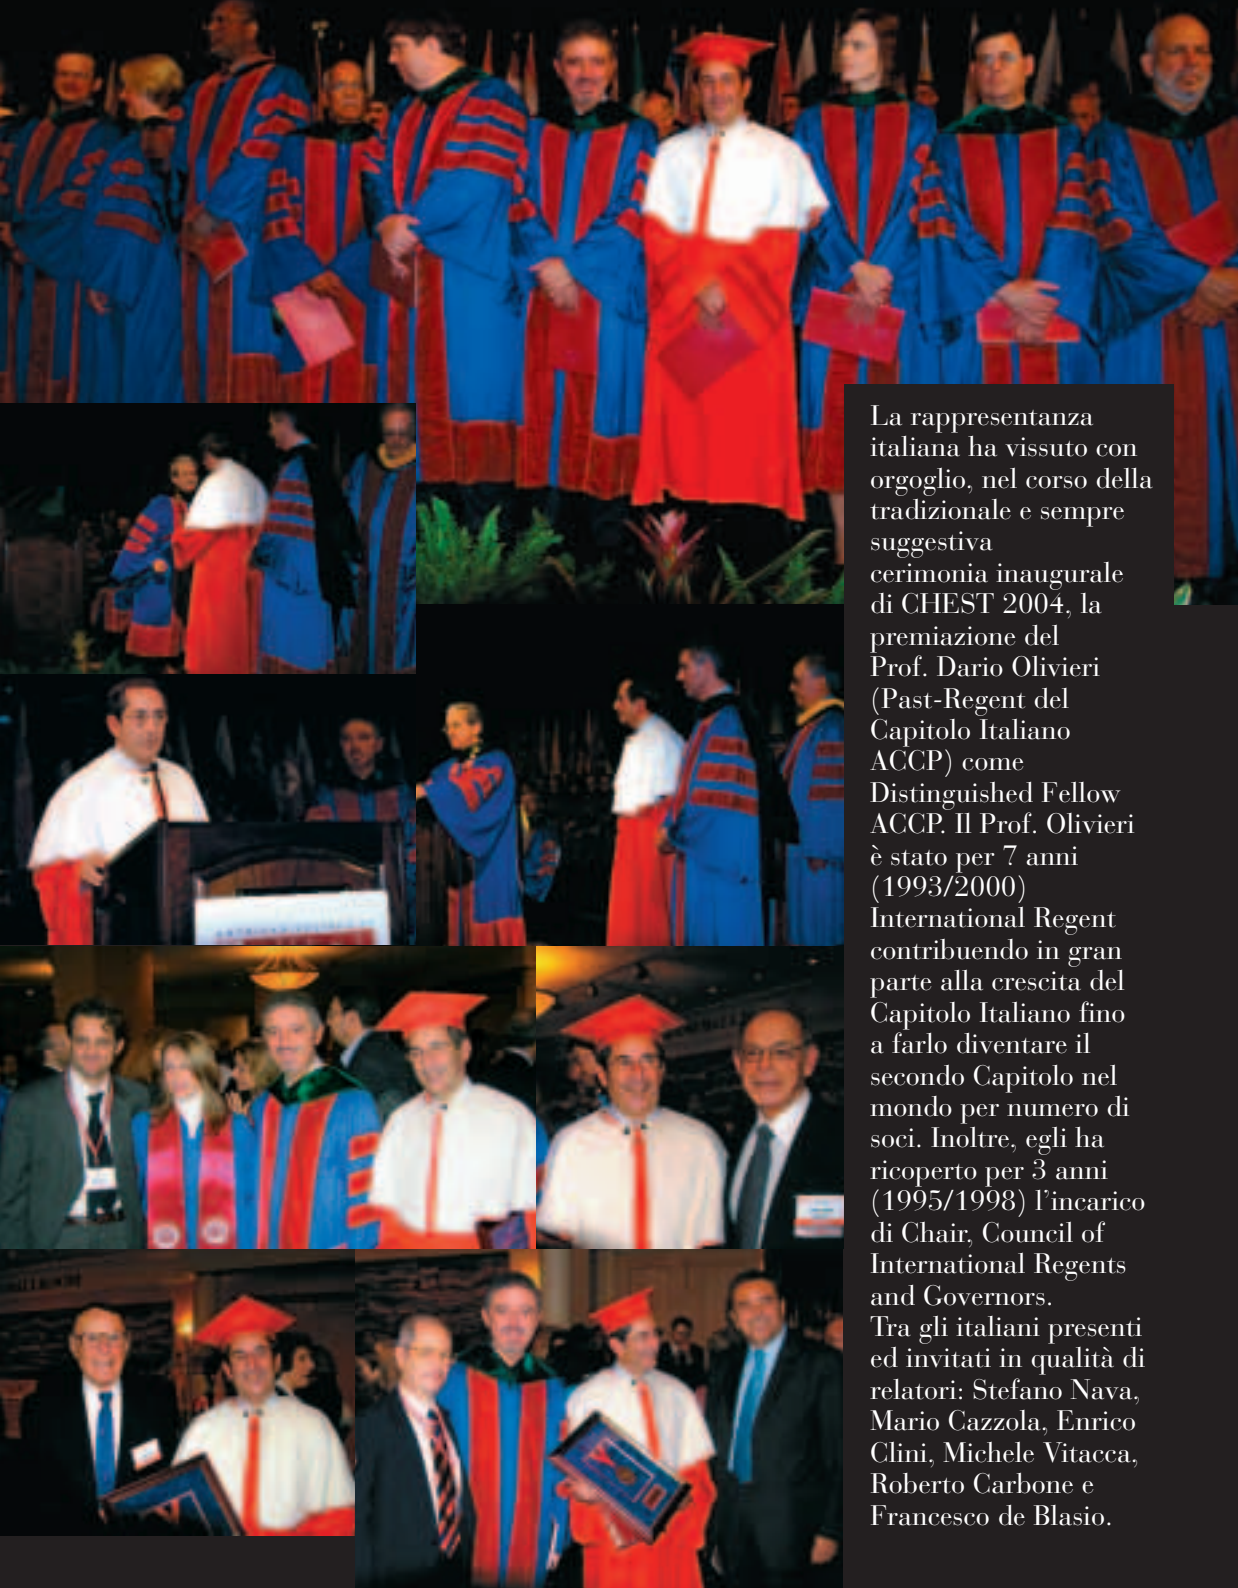 La rappresentanza
italiana ha vissuto con
orgoglio, nel corso della
tradizionale e sempre
suggestiva
cerimonia inaugurale
di CHEST 2004, la
premiazione del
Prof. Dario Olivieri
(Past-Regent del
Capitolo Italiano
ACCP) come
Distinguished Fellow
ACCP. Il Prof. Olivieri
è stato per 7 anni
(1993/2000)
International Regent
contribuendo in gran
parte alla crescita del
Capitolo Italiano fino
a farlo diventare il
secondo Capitolo nel
mondo per numero di
soci. Inoltre, egli ha
ricoperto per 3 anni
(1995/1998) l’incarico
di Chair, Council of
International Regents
and Governors.
Tra gli italiani presenti
ed invitati in qualità di
relatori: Stefano Nava,
Mario Cazzola, Enrico
Clini, Michele Vitacca,
Roberto Carbone e
Francesco de Blasio.